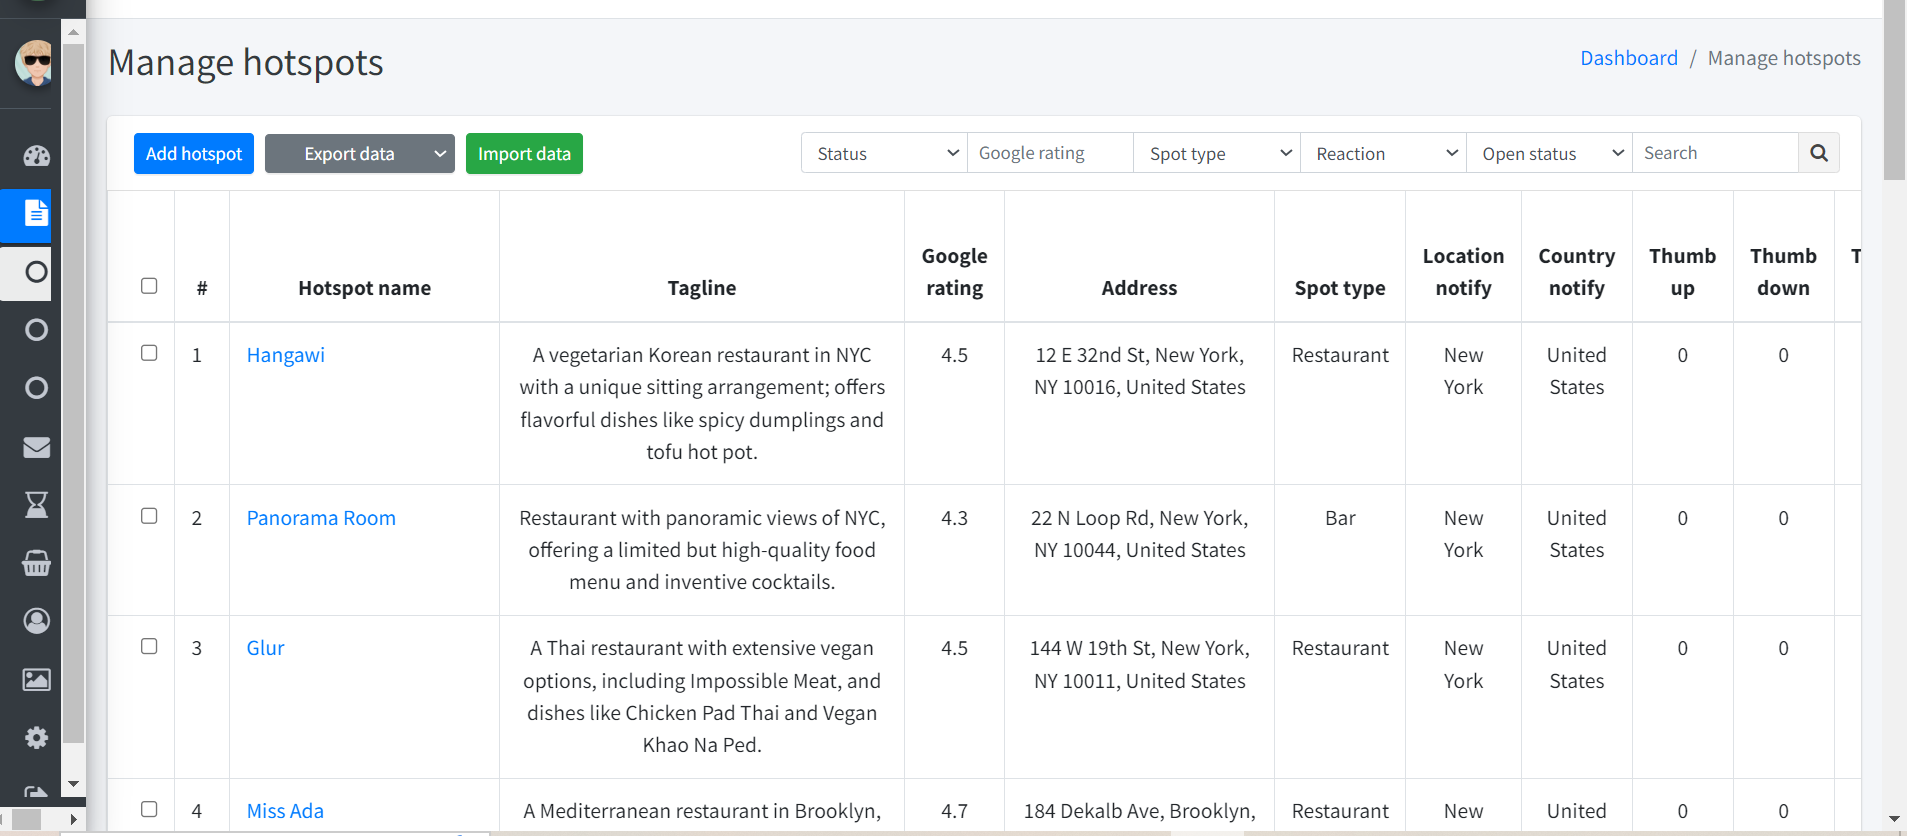 Manage hotspots
Dashboard / Manage hotspots
Add hotspot
Export data
Import data
Status
Google rating
Spot type
Reaction
Open status
Search
#
Hotspot name
Tagline
Google
rating
Address
Spot type
Location
notify
Country
notify
Thumb
up
Thumb
down
T
1
Hangawi
A vegetarian Korean restaurant in NYC
with a unique sitting arrangement; offers
flavorful dishes like spicy dumplings and
tofu hot pot.
4.5
12 E 32nd St, New York,
NY 10016, United States
Restaurant
New
York
United
States
0
0
2
Panorama Room
Restaurant with panoramic views of NYC,
offering a limited but high-quality food
menu and inventive cocktails.
4.3
22 N Loop Rd, New York,
NY 10044, United States
Bar
New
York
United
States
0
0
3
Glur
A Thai restaurant with extensive vegan
options, including Impossible Meat, and
dishes like Chicken Pad Thai and Vegan
Khao Na Ped.
4.5
144 W 19th St, New York,
NY 10011, United States
Restaurant
New
York
United
States
0
0
4
Miss Ada
A Mediterranean restaurant in Brooklyn,
4.7
184 Dekalb Ave, Brooklyn,
Restaurant
New
United
0
0